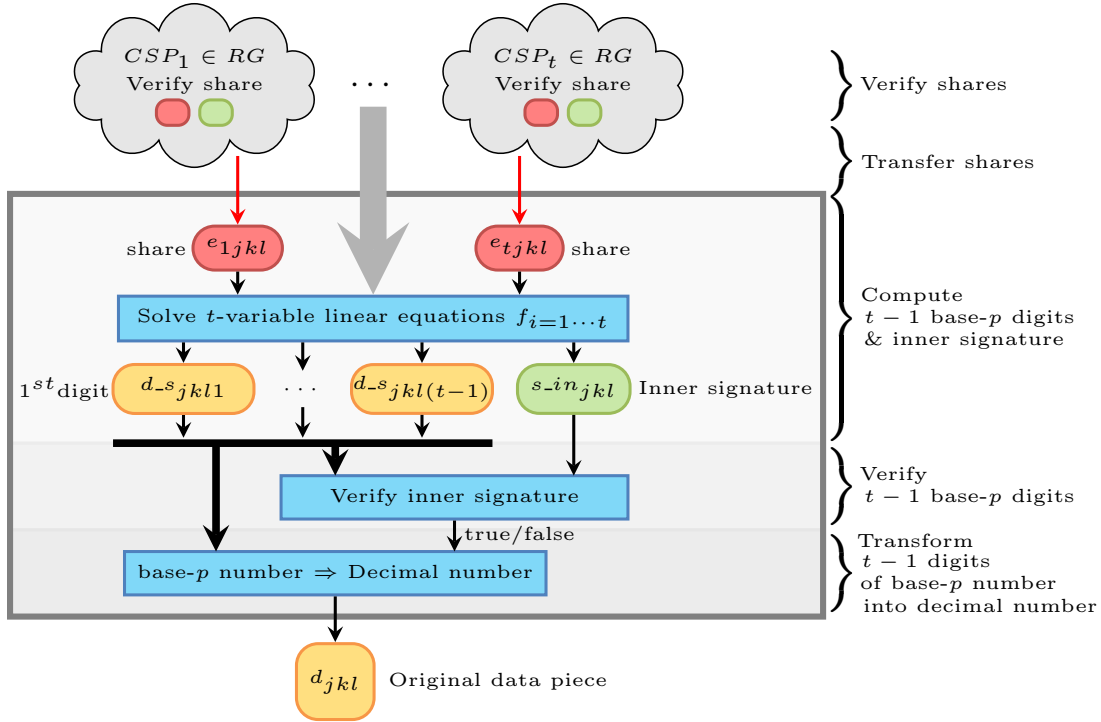 CSP₁ ∈ RG
Verify share
...
CSPₜ ∈ RG
Verify share
Verify shares
Transfer shares
share
e₁jkl
etjkl
share
Solve t-variable linear equations fᵢ₌₁...ₜ
Compute
t − 1 base-p digits
& inner signature
1ˢᵗdigit
d_sjkl1
...
d_sjkl(t−1)
s_injkl
Inner signature
Verify inner signature
Verify
t − 1 base-p digits
true/false
base-p number ⇒ Decimal number
Transform
t − 1 digits
of base-p number
into decimal number
djkl
Original data piece